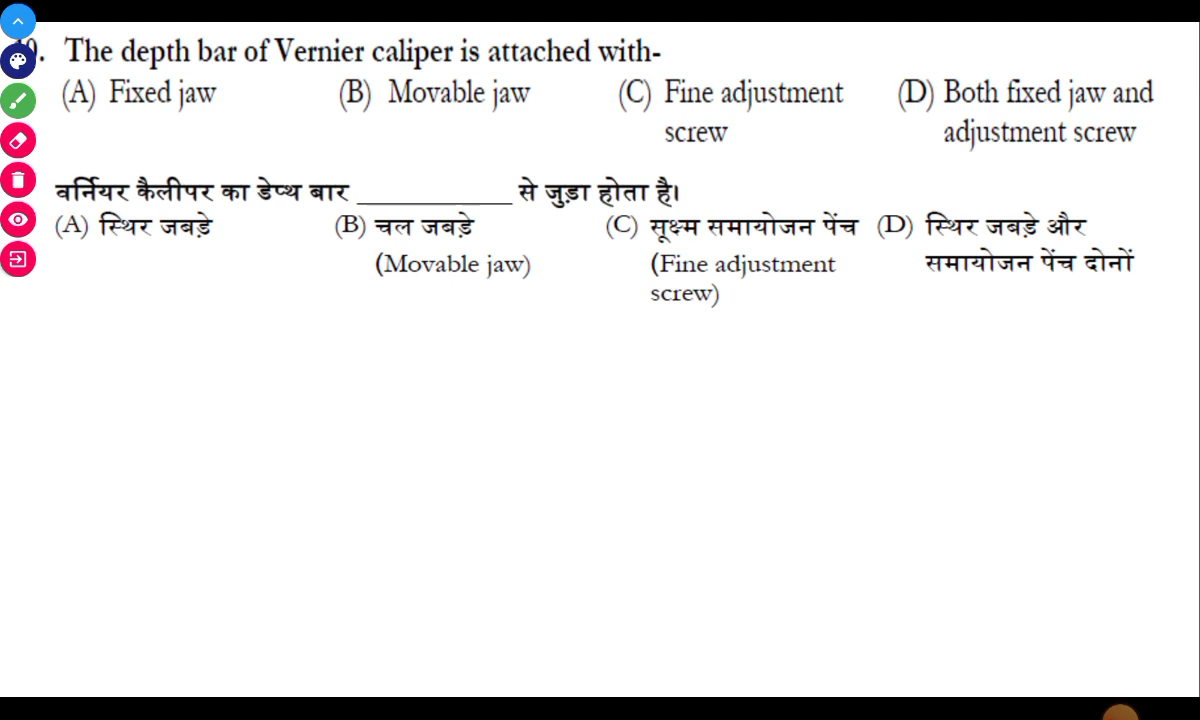 0. The depth bar of Vernier caliper is attached with-
(A) Fixed jaw (B) Movable jaw (C) Fine adjustment screw (D) Both fixed jaw and adjustment screw
वर्नियर कैलीपर का डेप्थ बार ____________ से जुड़ा होता है।
(A) स्थिर जबड़े (B) चल जबड़े (Movable jaw) (C) सूक्ष्म समायोजन पेंच (Fine adjustment screw) (D) स्थिर जबड़े और समायोजन पेंच दोनों